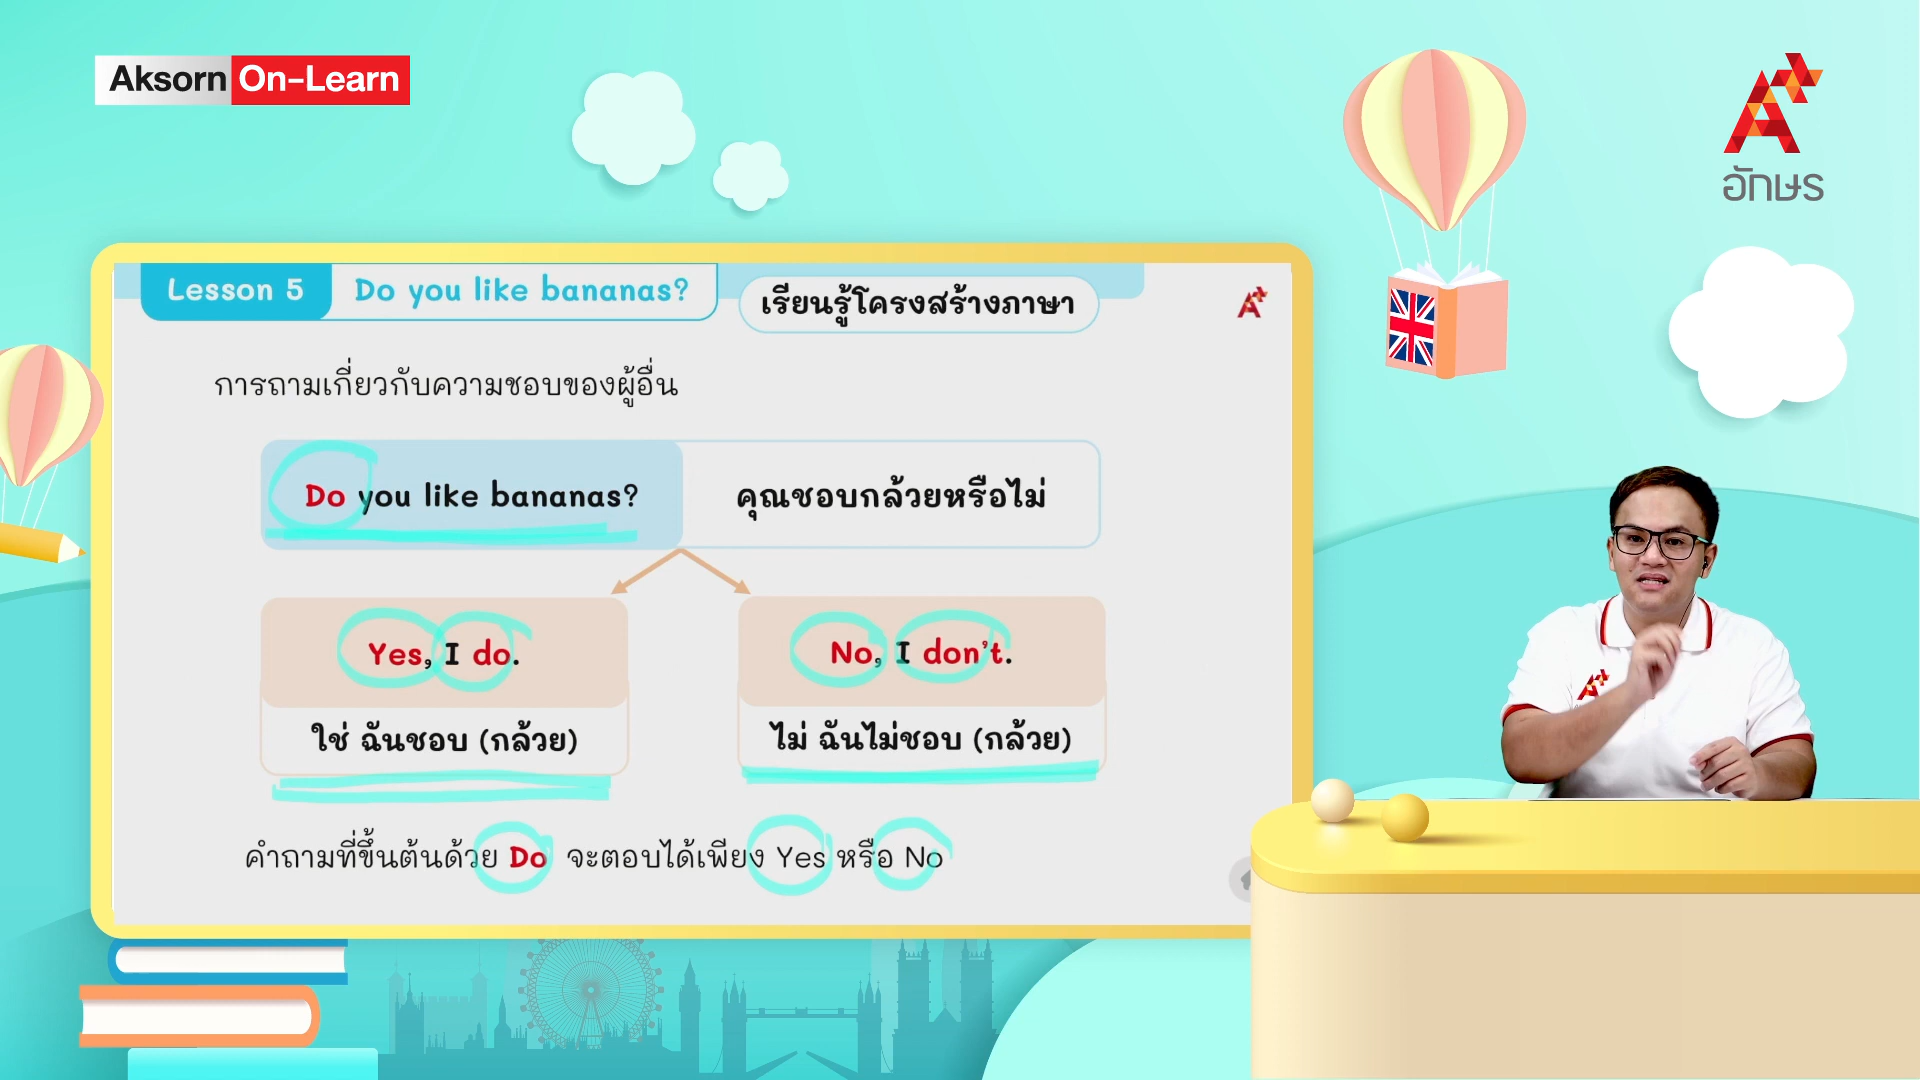 Aksorn On-Learn
อักษร
Lesson 5 Do you like bananas? เรียนรู้โครงสร้างภาษา
การถามเกี่ยวกับความชอบของผู้อื่น
Do you like bananas? คุณชอบกล้วยหรือไม่
Yes, I do. No, I don't.
ใช่ ฉันชอบ (กล้วย) ไม่ ฉันไม่ชอบ (กล้วย)
คำถามที่ขึ้นต้นด้วย Do จะตอบได้เพียง Yes หรือ No